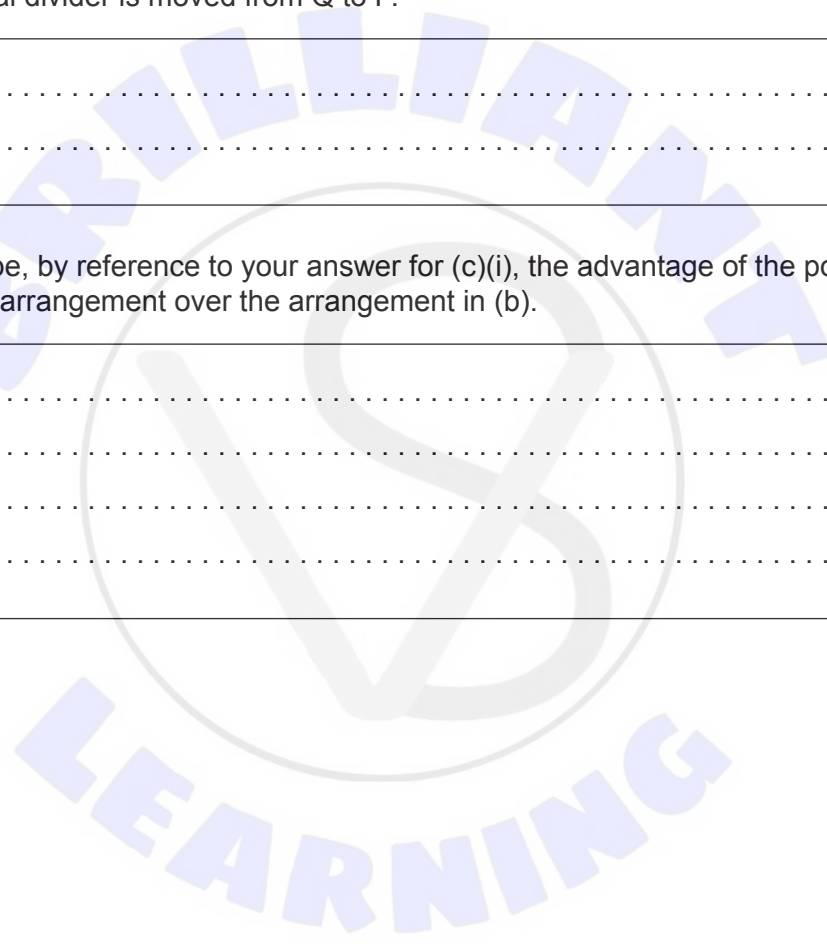 al divider is moved from Q to P.
be, by reference to your answer for (c)(i), the advantage of the po
arrangement over the arrangement in (b).
BRILLIANT
VS
LEARNING